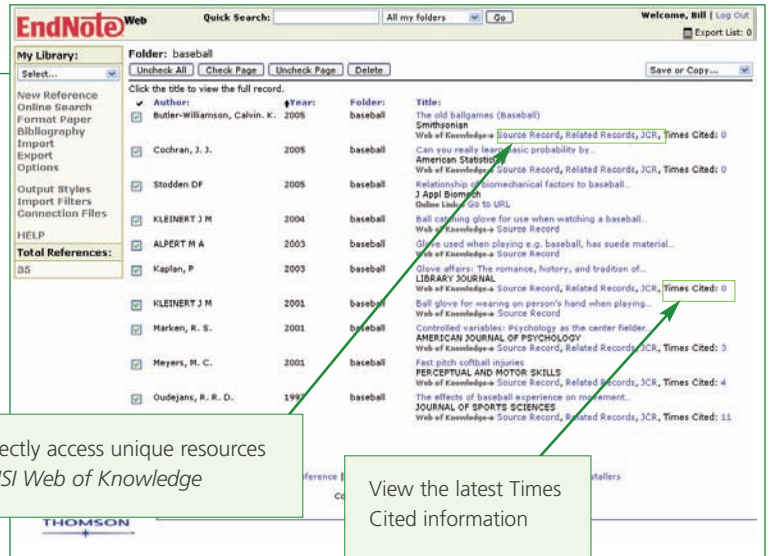 EndNote Web
Quick Search: All my folders Go
Welcome, Bill | Log Out
Export List: 0
My Library:
Select...
New Reference
Online Search
Format Paper
Bibliography
Import
Export
Options
Output Styles
Import Filters
Connection Files
HELP
Total References:
35
Folder: baseball
Uncheck All Check Page Uncheck Page Delete Save or Copy...
Click the title to view the full record.
Author: Year: Folder: Title:
Butler-Williamson, Calvin. K. 2005 baseball The old ballgames (Baseball)
Smithsonian
Web of Knowledge→ Source Record, Related Records, JCR, Times Cited: 0
Cochran, J. J. 2005 baseball Can you really learn basic probability by...
American Statistic
Web of Knowledge→ Source Record, Related Records, JCR, Times Cited: 0
Stodden DF 2005 baseball Relationship of biomechanical factors to baseball...
J Appl Biomech
Online Link→ Go to URL
KLEINERT J M 2004 baseball Ball catching glove for use when watching a baseball...
Web of Knowledge→ Source Record
ALPERT M A 2003 baseball Glove used when playing e.g. baseball, has suede material...
Web of Knowledge→ Source Record
Kaplan, P 2003 baseball Glove affairs: The romance, history, and tradition of...
LIBRARY JOURNAL
Web of Knowledge→ Source Record, Related Records, JCR, Times Cited: 0
KLEINERT J M 2001 baseball Ball glove for wearing on person's hand when playing...
Web of Knowledge→ Source Record
Marken, R. S. 2001 baseball Controlled variables: Psychology as the center fielder...
AMERICAN JOURNAL OF PSYCHOLOGY
Web of Knowledge→ Source Record, Related Records, JCR, Times Cited: 3
Meyers, M. C. 2001 baseball Fast pitch softball injuries
PERCEPTUAL AND MOTOR SKILLS
Web of Knowledge→ Source Record, Related Records, JCR, Times Cited: 4
Oudejans, R. R. D. 1997 baseball The effects of baseball experience on movement...
JOURNAL OF SPORTS SCIENCES
Web of Knowledge→ Source Record, Related Records, JCR, Times Cited: 11
ectly access unique resources
ISI Web of Knowledge
ference |
stallers
Co
View the latest Times
Cited information
THOMSON